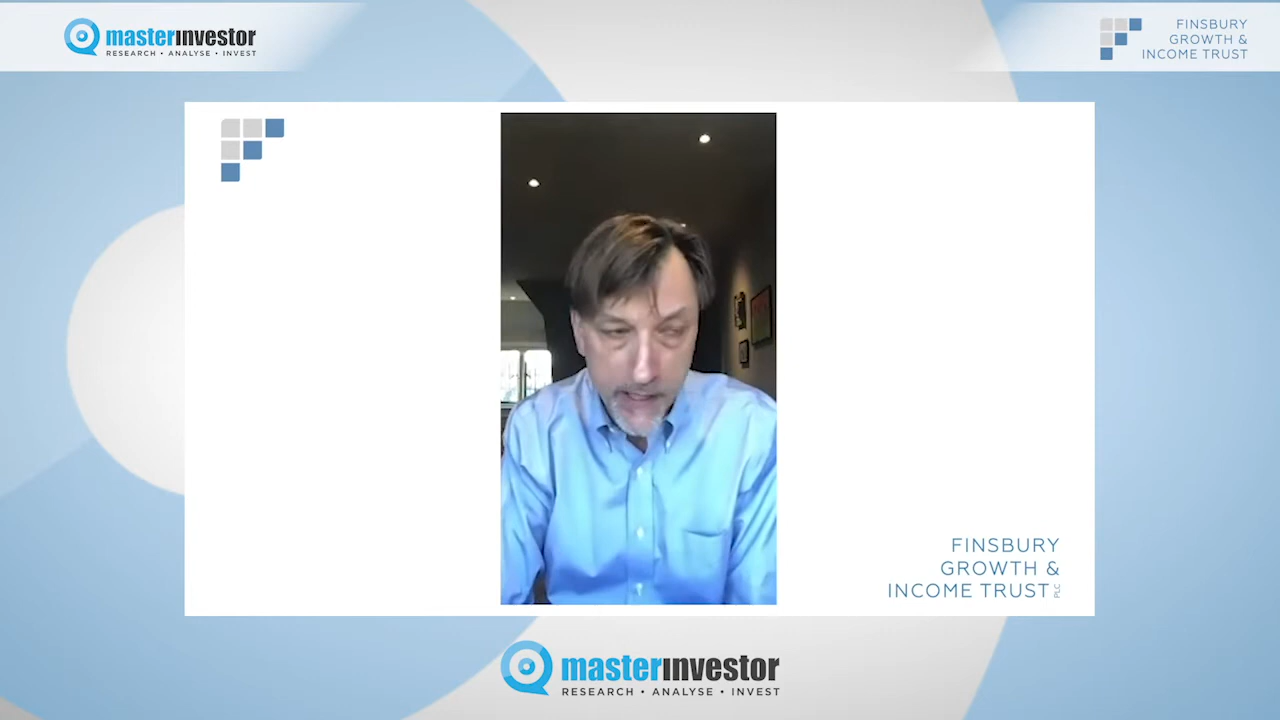 masterinvestor
RESEARCH • ANALYSE • INVEST
FINSBURY
GROWTH &
INCOME TRUST
FINSBURY
GROWTH &
INCOME TRUST PLC
masterinvestor
RESEARCH • ANALYSE • INVEST